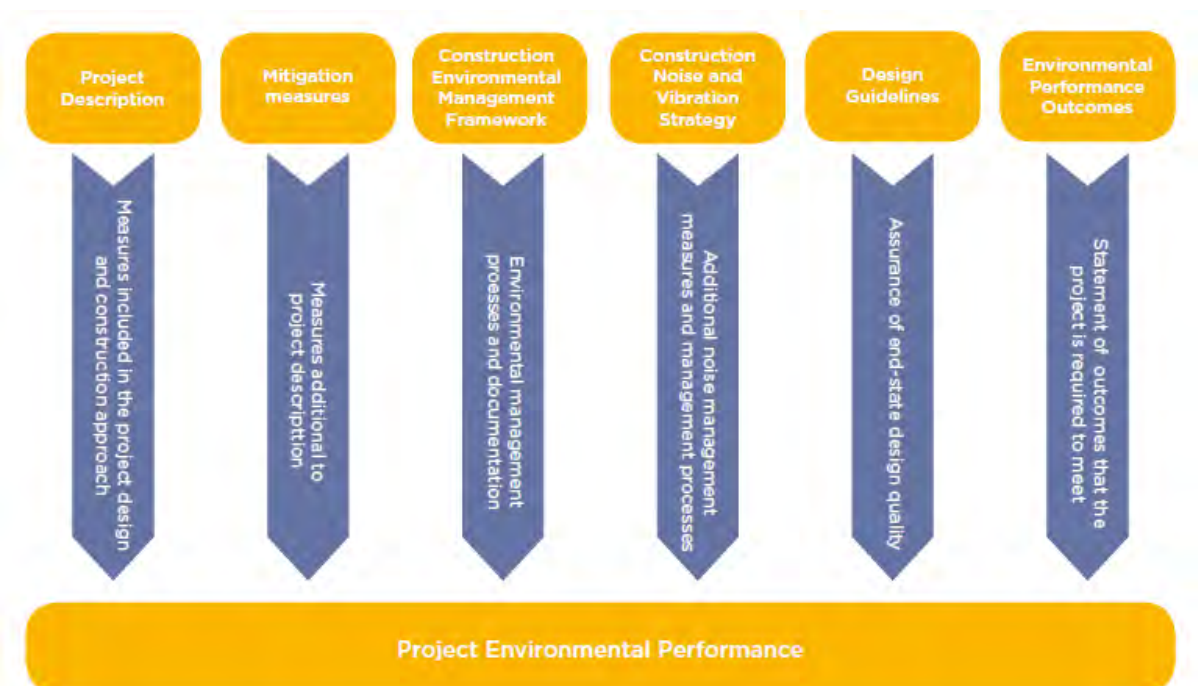 Project
Description
Mitigation
measures
Construction
Environmental
Management
Framework
Construction
Noise and
Vibration
Strategy
Design
Guidelines
Environmental
Performance
Outcomes
Measures included in the project design
and construction approach
Measures additional to
project descripttion
Environmental management
proesses and documentation
Additional noise management
measures and management processes
Assurance of end-state design quality
Statement of outcomes that the
project is required to meet
Project Environmental Performance